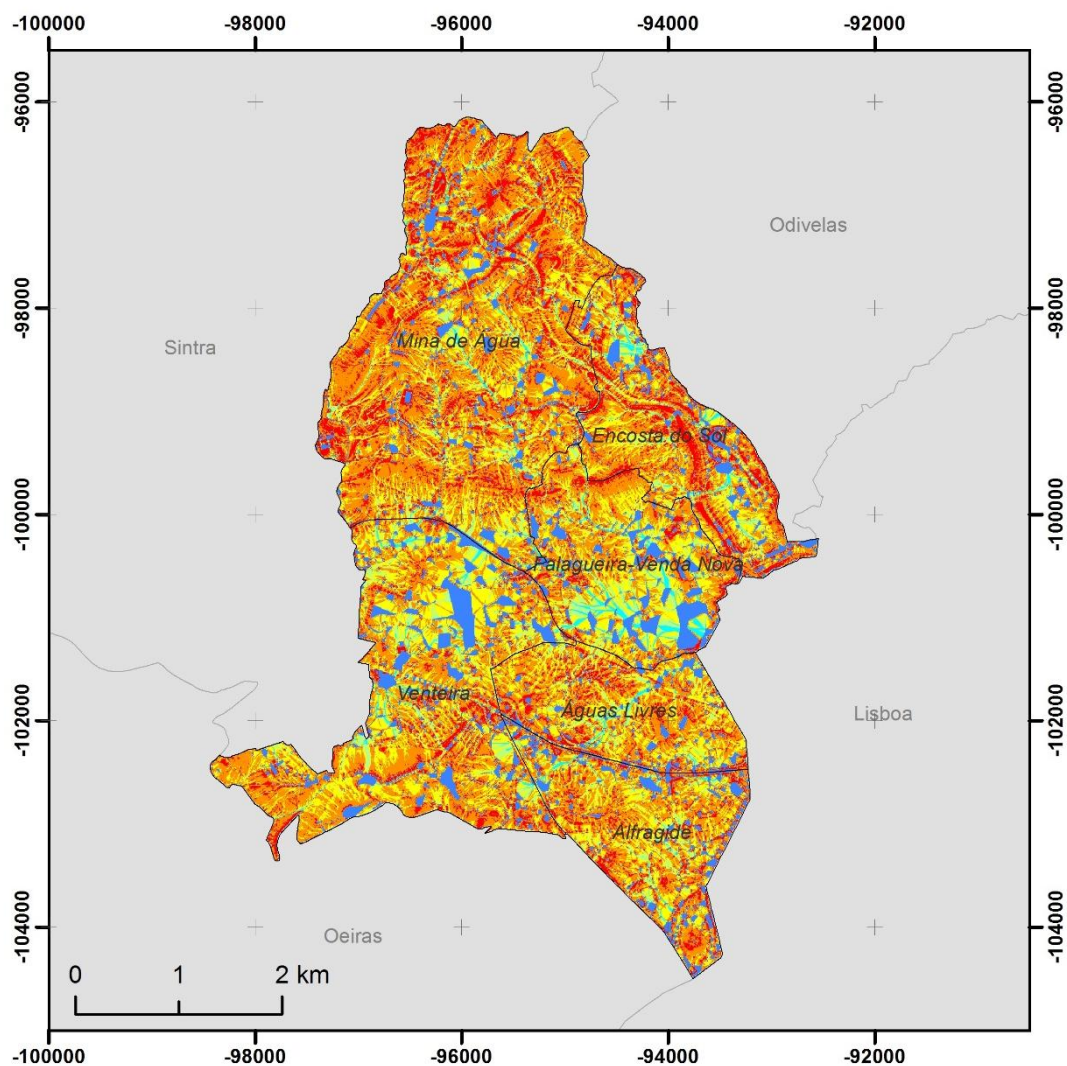 -100000 -98000 -96000 -94000 -92000
-96000 -96000
Odivelas
-98000 -98000
Sintra
Mina de Água
Encosta do Sol
-100000 -100000
Falagueira-Venda Nova
Venteira
Águas Livres
Lisboa
-102000 -102000
Alfragide
-104000 -104000
Oeiras
0 1 2 km
-100000 -98000 -96000 -94000 -92000